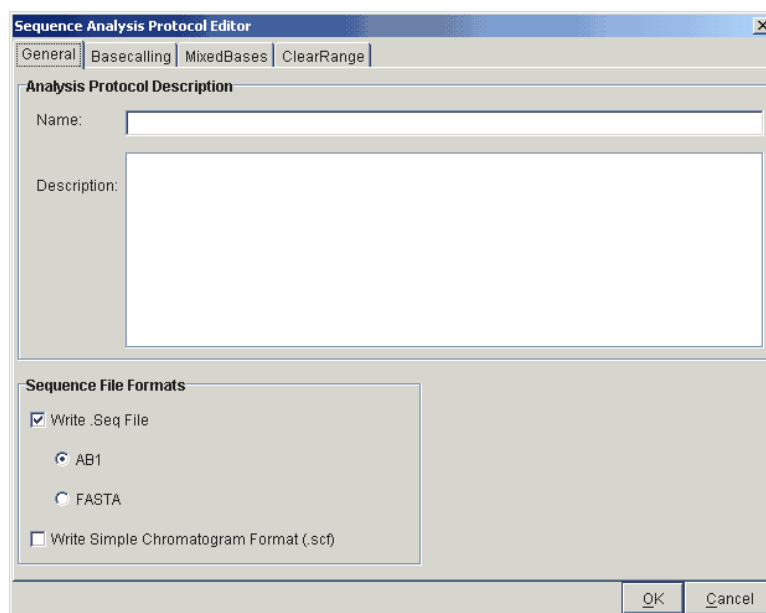 Sequence Analysis Protocol Editor
General Basecalling MixedBases ClearRange
Analysis Protocol Description
Name:
Description:
Sequence File Formats
Write .Seq File
AB1
FASTA
Write Simple Chromatogram Format (.scf)
OK Cancel